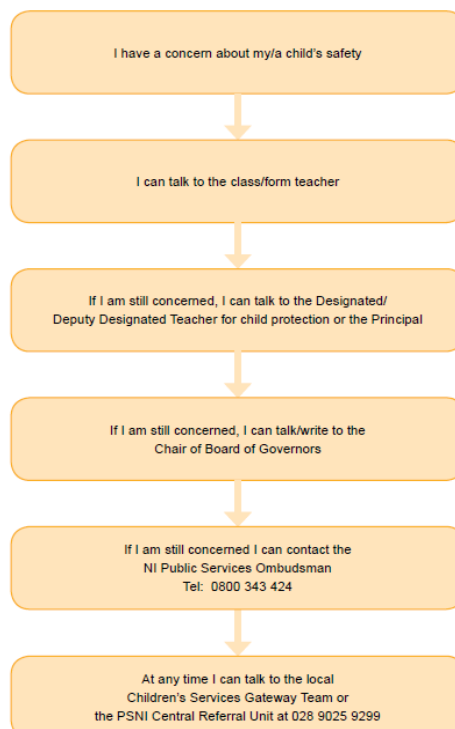 I have a concern about my/a child's safety
I can talk to the class/form teacher
If I am still concerned, I can talk to the Designated/
Deputy Designated Teacher for child protection or the Principal
If I am still concerned, I can talk/write to the
Chair of Board of Governors
If I am still concerned I can contact the
NI Public Services Ombudsman
Tel: 0800 343 424
At any time I can talk to the local
Children's Services Gateway Team or
the PSNI Central Referral Unit at 028 9025 9299